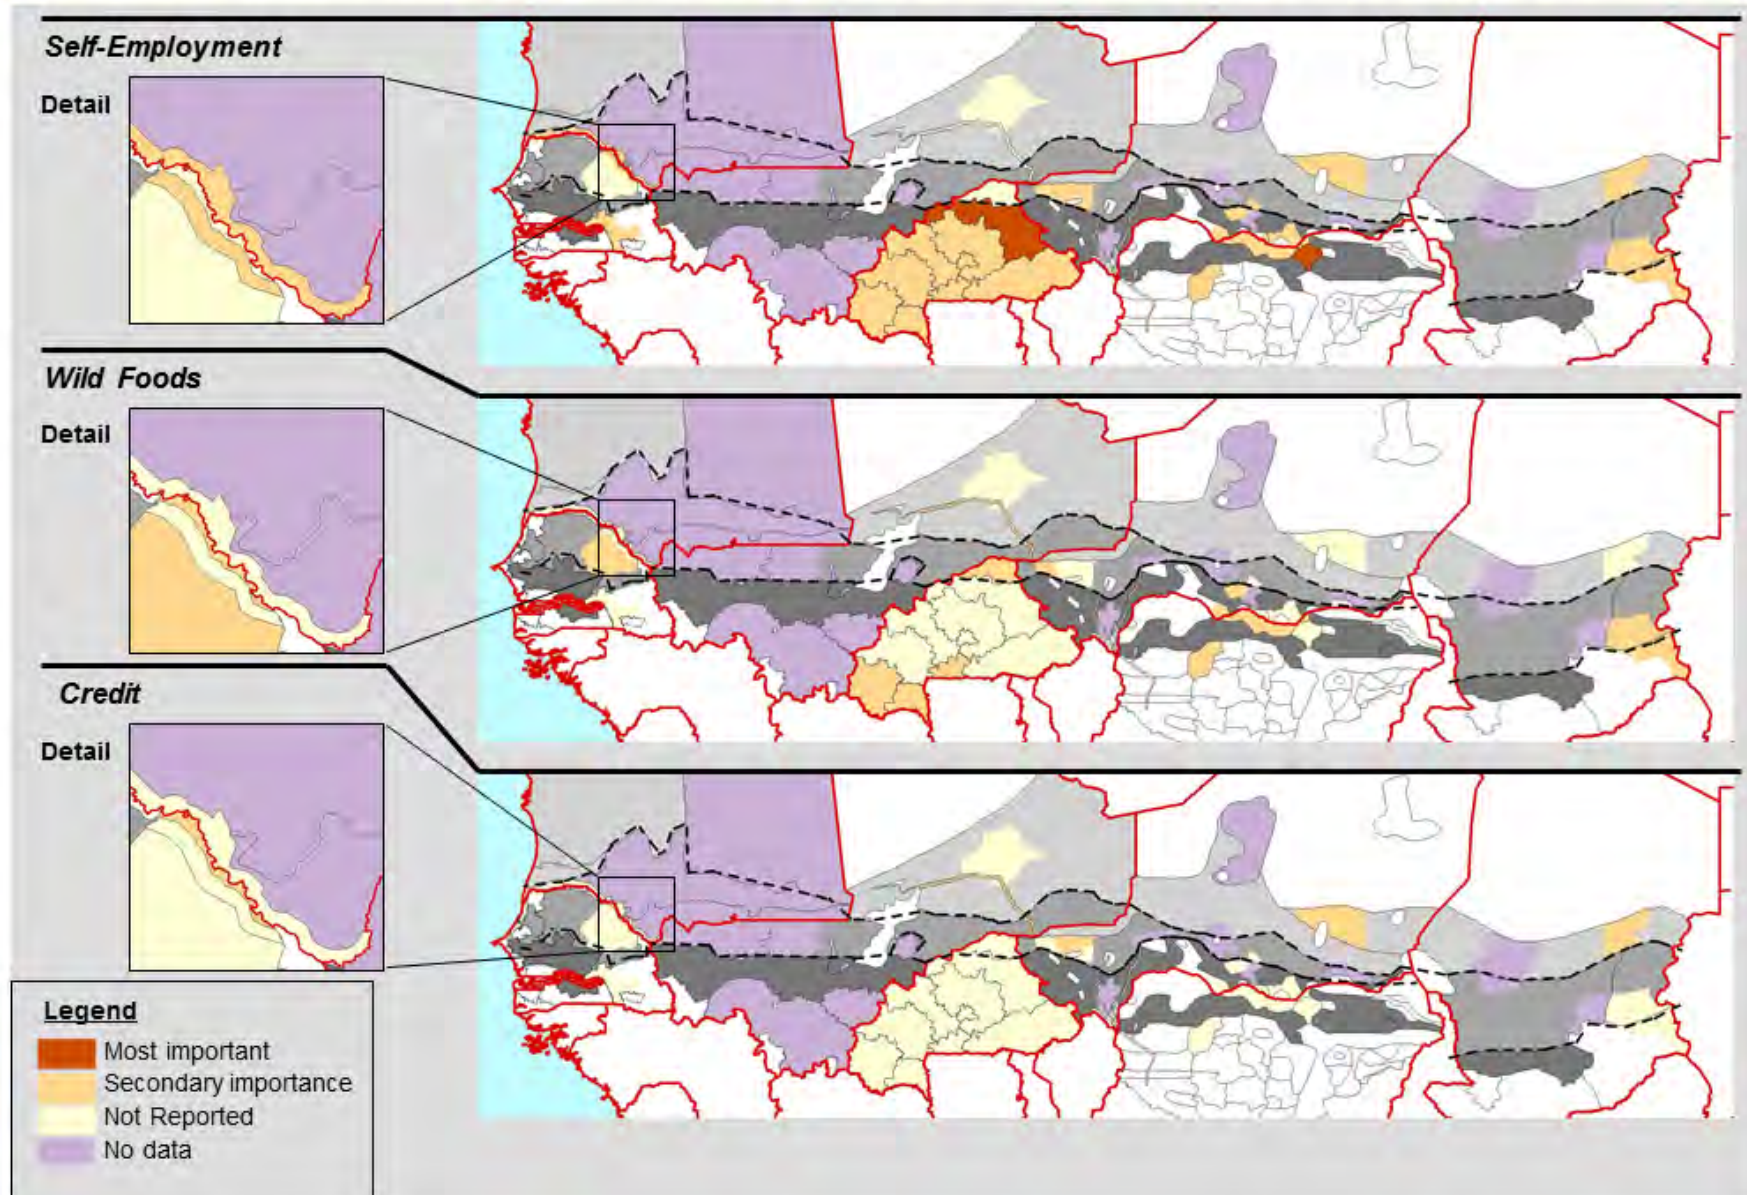 Self-Employment
Detail
Wild Foods
Detail
Credit
Detail
Legend
Most important
Secondary importance
Not Reported
No data